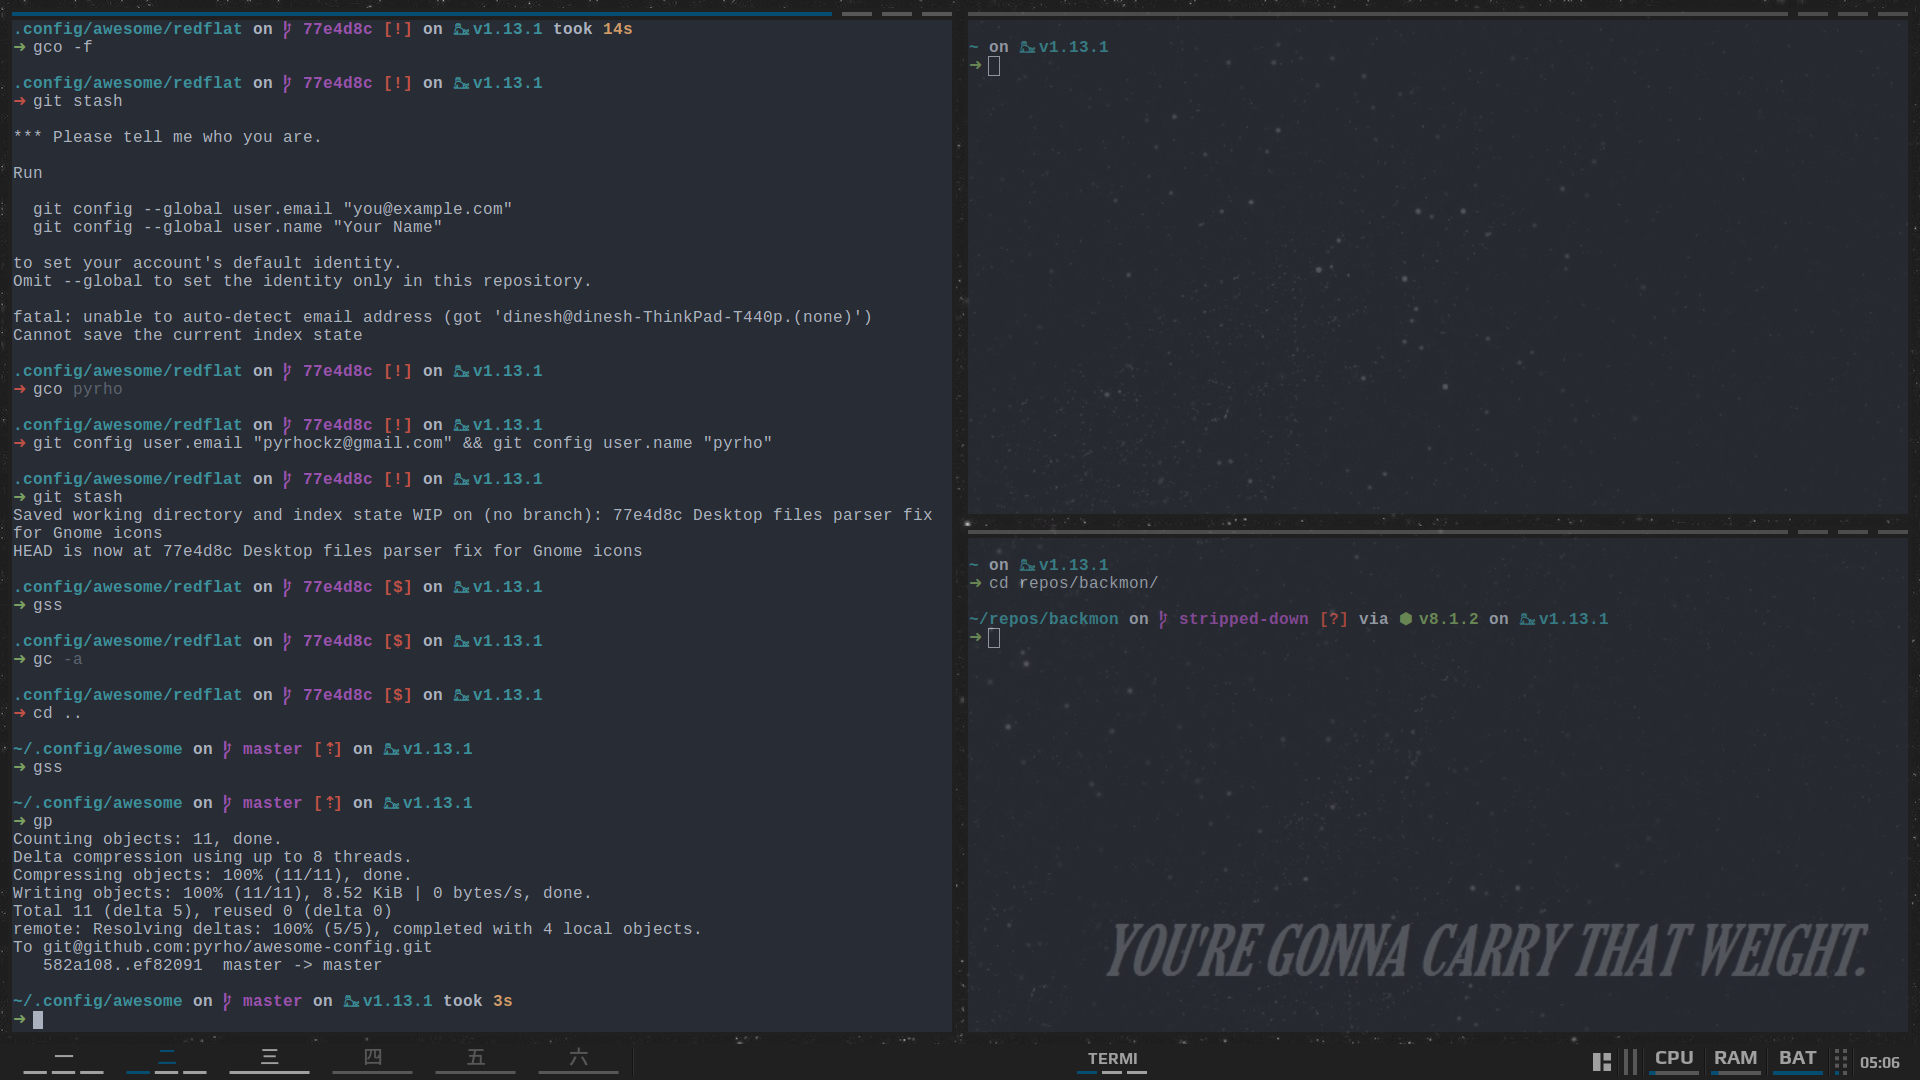 .config/awesome/redflat on 77e4d8c [!] on v1.13.1 took 14s
➜ gco -f
.config/awesome/redflat on 77e4d8c [!] on v1.13.1
➜ git stash
*** Please tell me who you are.
Run
git config --global user.email "you@example.com"
git config --global user.name "Your Name"
to set your account's default identity.
Omit --global to set the identity only in this repository.
fatal: unable to auto-detect email address (got 'dinesh@dinesh-ThinkPad-T440p.(none)')
Cannot save the current index state
.config/awesome/redflat on 77e4d8c [!] on v1.13.1
➜ gco pyrho
.config/awesome/redflat on 77e4d8c [!] on v1.13.1
➜ git config user.email "pyrhockz@gmail.com" && git config user.name "pyrho"
.config/awesome/redflat on 77e4d8c [!] on v1.13.1
➜ git stash
Saved working directory and index state WIP on (no branch): 77e4d8c Desktop files parser fix
for Gnome icons
HEAD is now at 77e4d8c Desktop files parser fix for Gnome icons
.config/awesome/redflat on 77e4d8c [$] on v1.13.1
➜ gss
.config/awesome/redflat on 77e4d8c [$] on v1.13.1
➜ gc -a
.config/awesome/redflat on 77e4d8c [$] on v1.13.1
➜ cd ..
~/.config/awesome on master [⇡] on v1.13.1
➜ gss
~/.config/awesome on master [⇡] on v1.13.1
➜ gp
Counting objects: 11, done.
Delta compression using up to 8 threads.
Compressing objects: 100% (11/11), done.
Writing objects: 100% (11/11), 8.52 KiB | 0 bytes/s, done.
Total 11 (delta 5), reused 0 (delta 0)
remote: Resolving deltas: 100% (5/5), completed with 4 local objects.
To git@github.com:pyrho/awesome-config.git
582a108..ef82091  master -> master
~/.config/awesome on master on v1.13.1 took 3s
➜
~ on v1.13.1
➜
~ on v1.13.1
➜ cd repos/backmon/
~/repos/backmon on stripped-down [?] via ⬢ v8.1.2 on v1.13.1
➜
YOU'RE GONNA CARRY THAT WEIGHT.
一 二 三 四 五 六 TERMI CPU RAM BAT 05:06